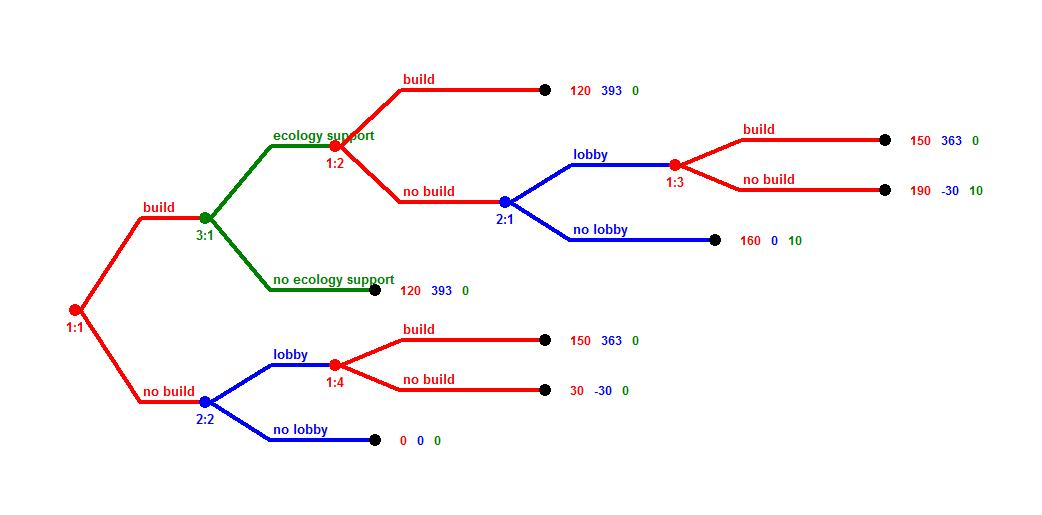 build
120 393 0
build
150 363 0
ecology support
lobby
1:2
1:3
no build
190 -30 10
no build
2:1
build
no lobby
160 0 10
3:1
no ecology support
120 393 0
1:1
build
150 363 0
lobby
1:4
no build
30 -30 0
no build
2:2
no lobby
0 0 0